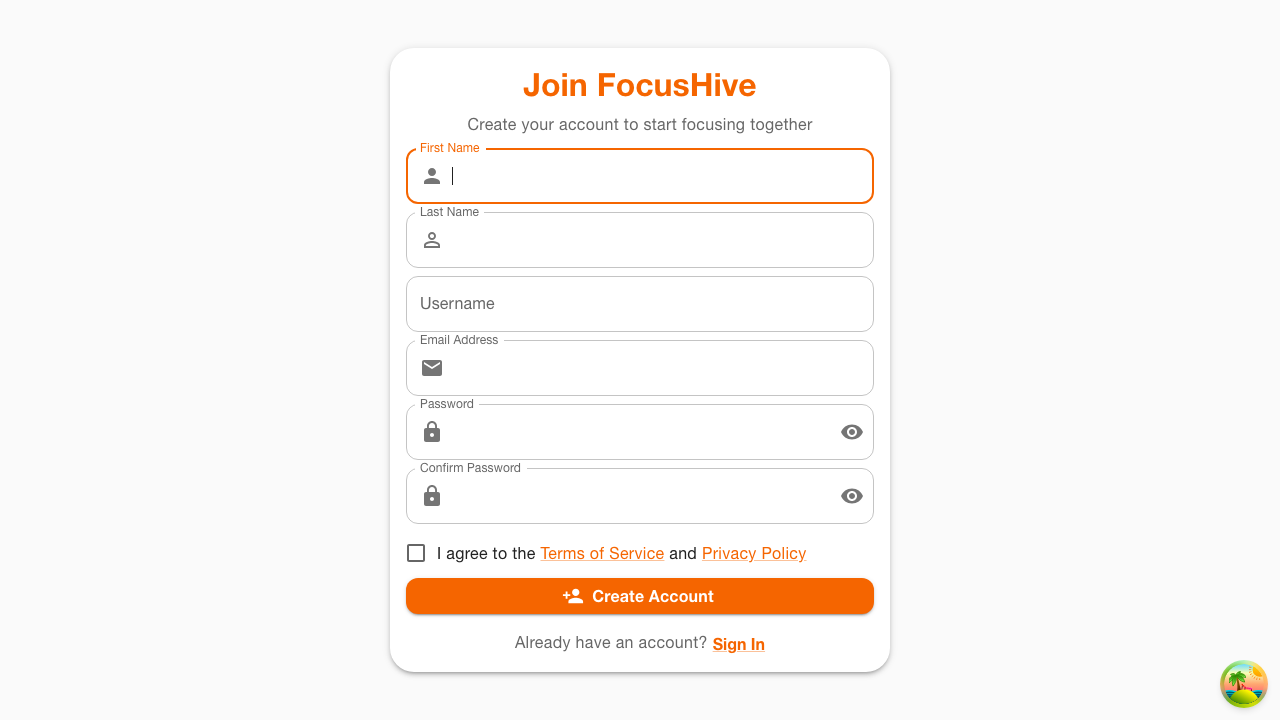 Join FocusHive
Create your account to start focusing together
First Name
Last Name
Username
Email Address
Password
Confirm Password
I agree to the Terms of Service and Privacy Policy
Create Account
Already have an account? Sign In